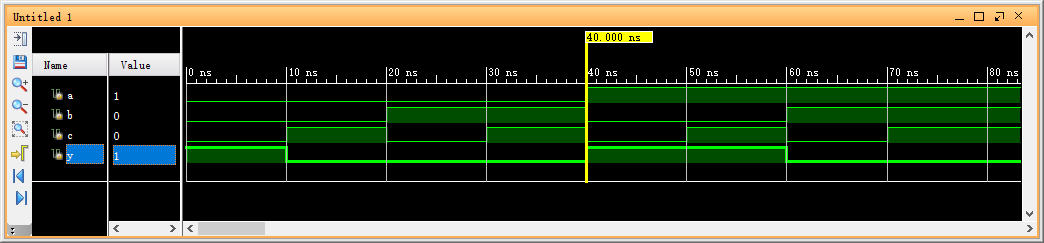 Untitled 1
40.000 ns
Name Value
0 ns 10 ns 20 ns 30 ns 40 ns 50 ns 60 ns 70 ns 80 ns
a 1
b 0
c 0
y 1